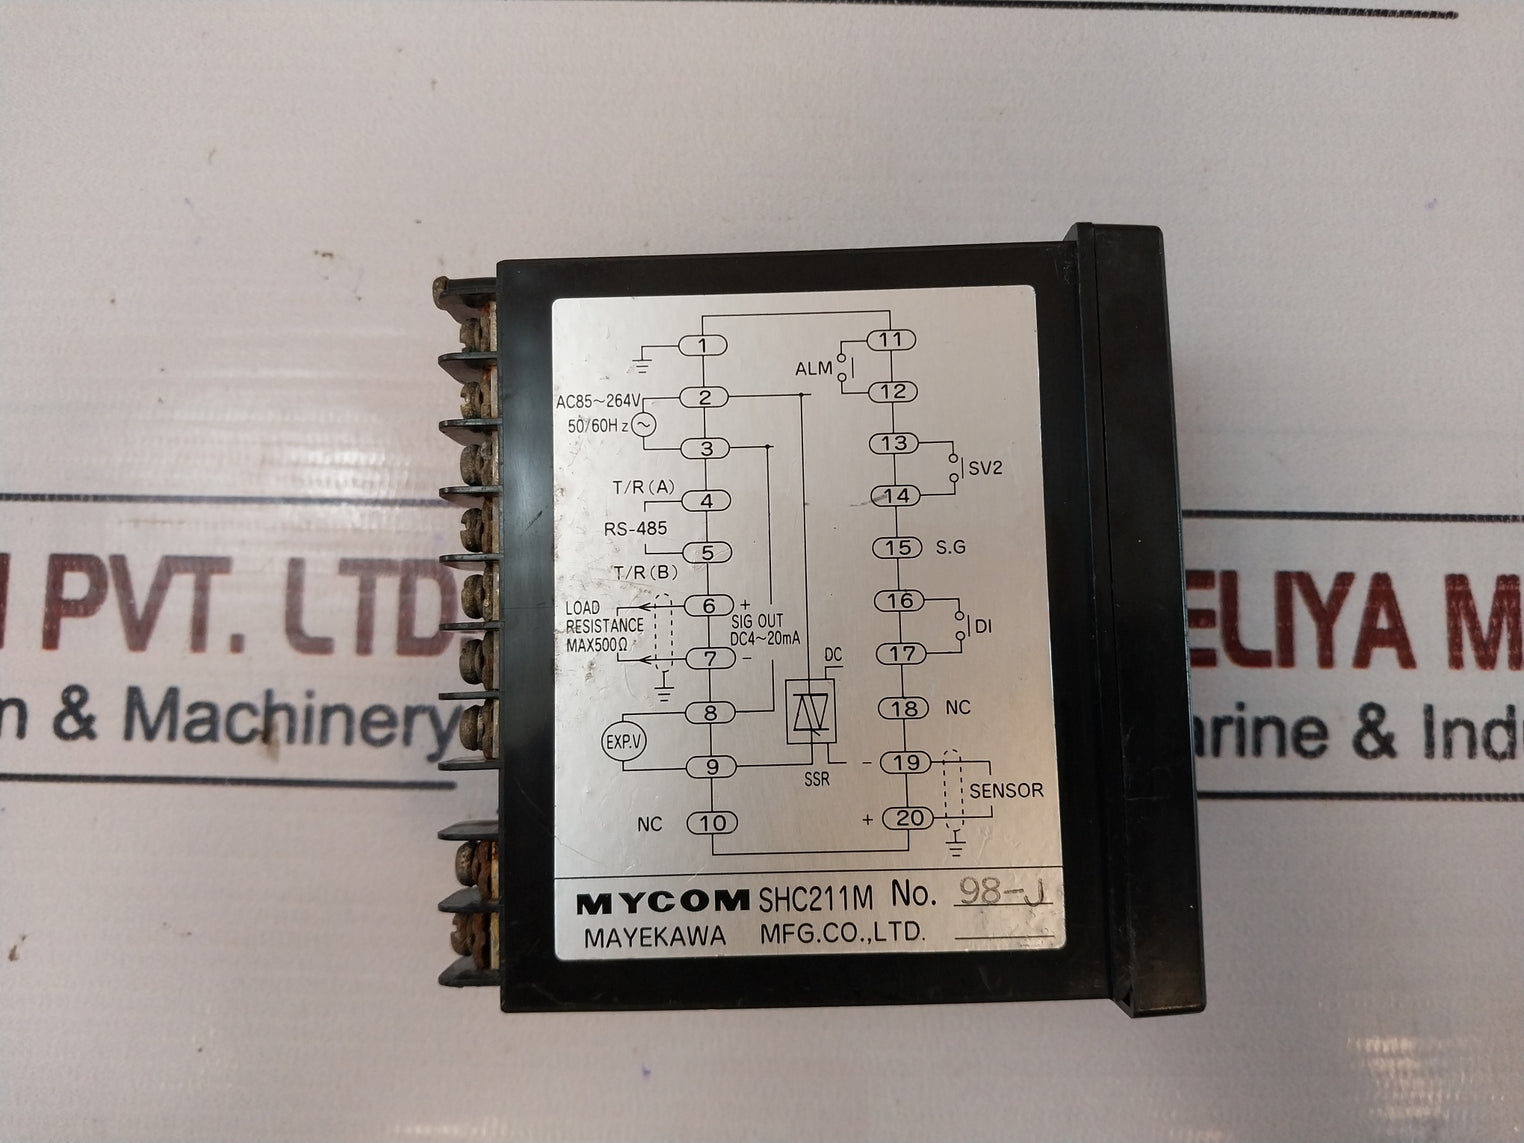 1
11
ALM
AC85~264V
2
12
50/60Hz
3
13
SV2
T/R(A)
4
14
RS-485
5
15 S.G
T/R(B)
LOAD
6 +
16
RESISTANCE
SIG OUT
DI
MAX500Ω
DC4~20mA
7 -
17
DC
8
18 NC
EXP.V
9
- 19
SSR
SENSOR
NC 10
+ 20
MYCOM SHC211M No. 98-J
MAYEKAWA MFG.CO.,LTD.
PVT. LTD
ELIYA M
n & Machinery
rine & Ind